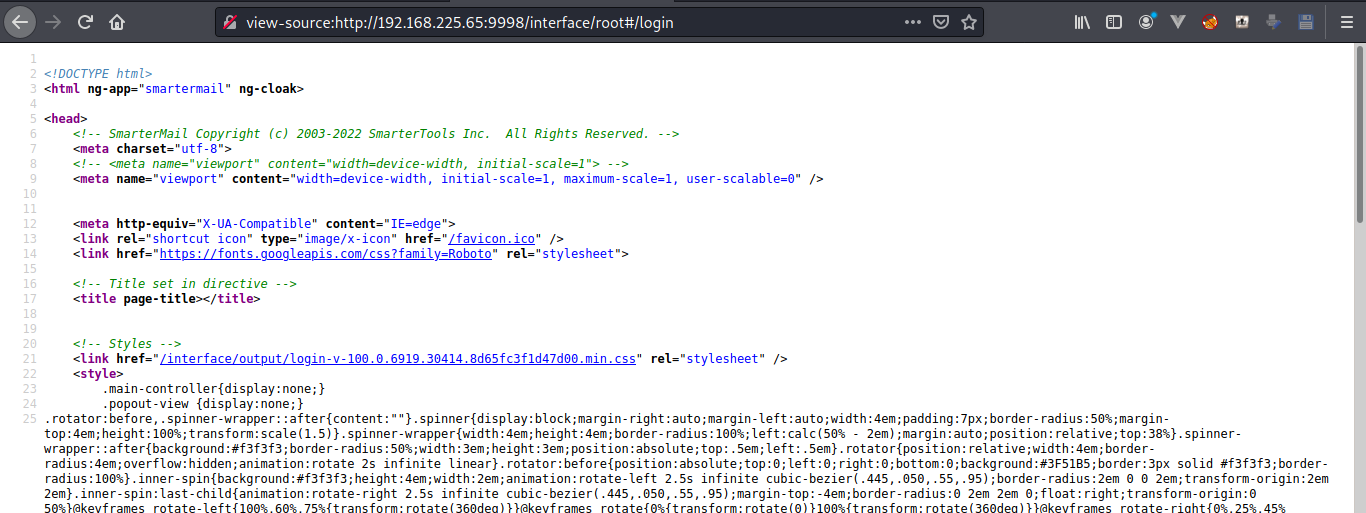 view-source:http://192.168.225.65:9998/interface/root#/login
1
2 <!DOCTYPE html>
3 <html ng-app="smartermail" ng-cloak>
4
5 <head>
6 <!-- SmarterMail Copyright (c) 2003-2022 SmarterTools Inc.  All Rights Reserved. -->
7 <meta charset="utf-8">
8 <!-- <meta name="viewport" content="width=device-width, initial-scale=1"> -->
9 <meta name="viewport" content="width=device-width, initial-scale=1, maximum-scale=1, user-scalable=0" />
10
11
12 <meta http-equiv="X-UA-Compatible" content="IE=edge">
13 <link rel="shortcut icon" type="image/x-icon" href="/favicon.ico" />
14 <link href="https://fonts.googleapis.com/css?family=Roboto" rel="stylesheet">
15
16 <!-- Title set in directive -->
17 <title page-title></title>
18
19
20 <!-- Styles -->
21 <link href="/interface/output/login-v-100.0.6919.30414.8d65fc3f1d47d00.min.css" rel="stylesheet" />
22 <style>
23 .main-controller{display:none;}
24 .popout-view {display:none;}
25 .rotator:before,.spinner-wrapper::after{content:""}.spinner{display:block;margin-right:auto;margin-left:auto;width:4em;padding:7px;border-radius:50%;margin-
top:4em;height:100%;transform:scale(1.5)}.spinner-wrapper{width:4em;height:4em;border-radius:100%;left:calc(50% - 2em);margin:auto;position:relative;top:38%}.spinner-
wrapper::after{background:#f3f3f3;border-radius:50%;width:3em;height:3em;position:absolute;top:.5em;left:.5em}.rotator{position:relative;width:4em;border-
radius:4em;overflow:hidden;animation:rotate 2s infinite linear}.rotator:before{position:absolute;top:0;left:0;right:0;bottom:0;background:#3F51B5;border:3px solid #f3f3f3;border-
radius:100%}.inner-spin{background:#f3f3f3;height:4em;width:2em;animation:rotate-left 2.5s infinite cubic-bezier(.445,.050,.55,.95);border-radius:2em 0 0 2em;transform-origin:2em
2em}.inner-spin:last-child{animation:rotate-right 2.5s infinite cubic-bezier(.445,.050,.55,.95);margin-top:-4em;border-radius:0 2em 2em 0;float:right;transform-origin:0
50%}@keyframes rotate-left{100%,60%,75%{transform:rotate(360deg)}}@keyframes rotate{0%{transform:rotate(0)}100%{transform:rotate(360deg)}}@keyframes rotate-right{0%,25%,45%